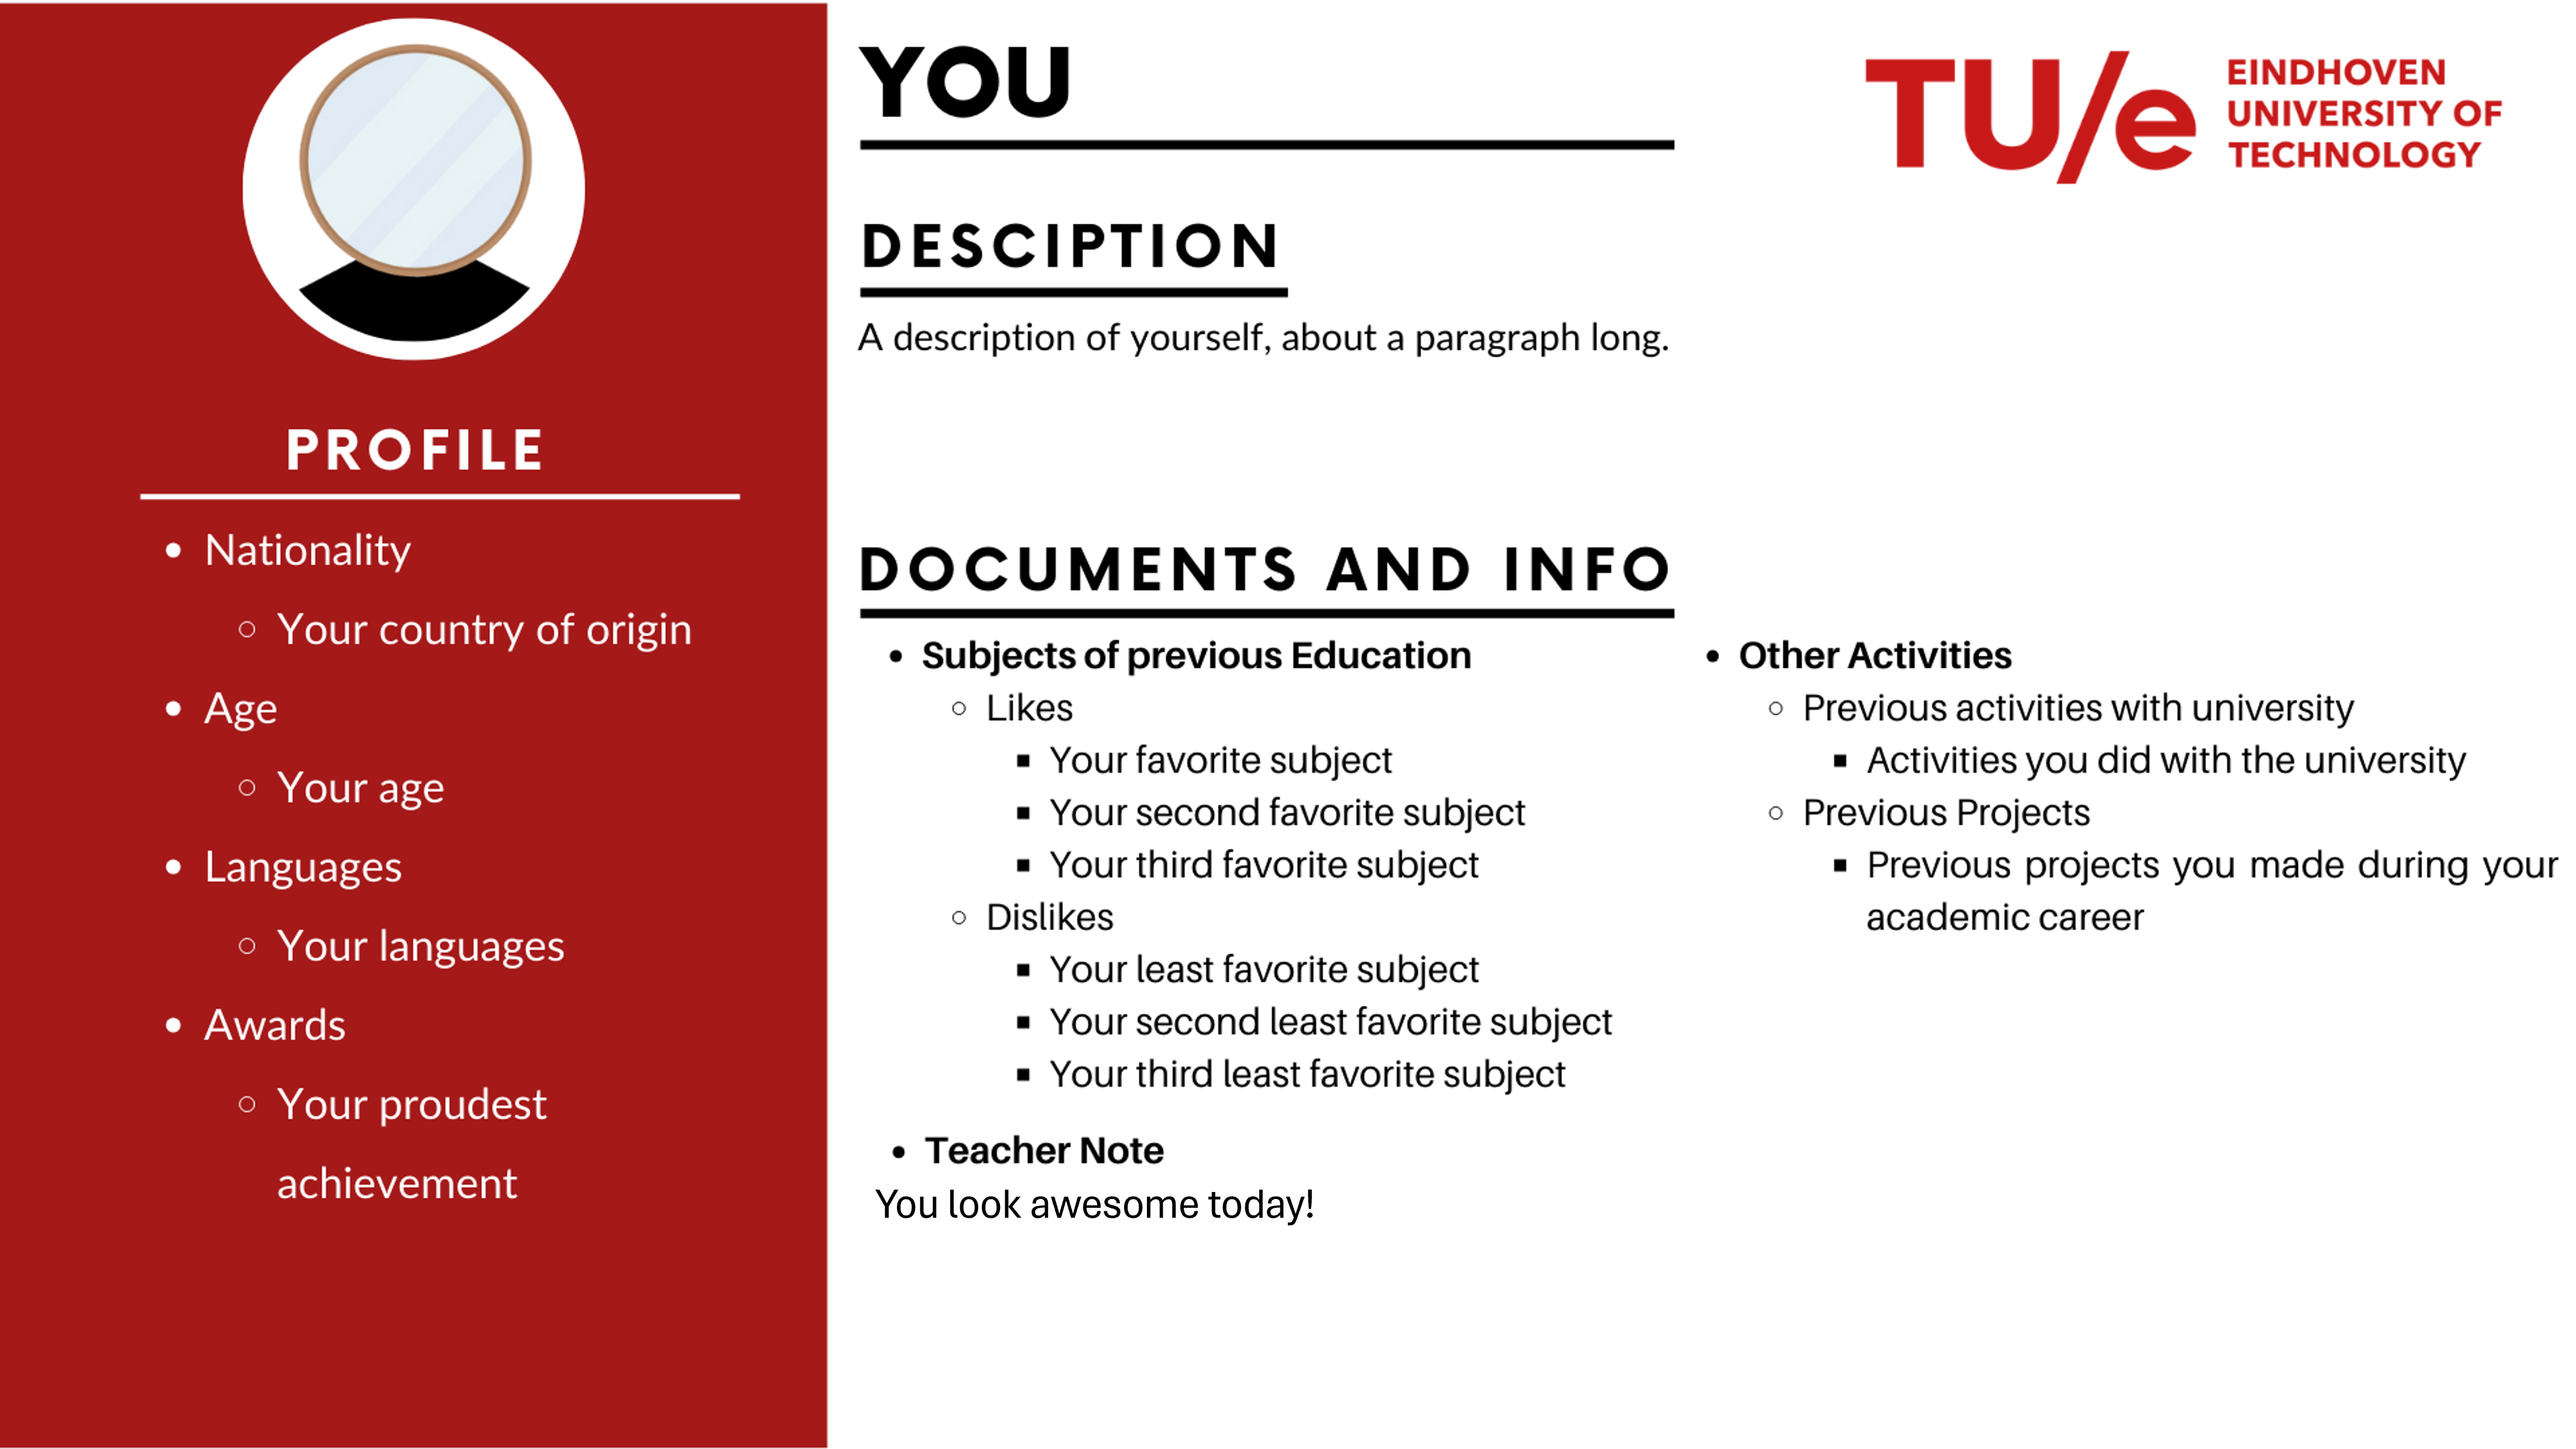 PROFILE
• Nationality
○ Your country of origin
• Age
○ Your age
• Languages
○ Your languages
• Awards
○ Your proudest
achievement
YOU
TU/e EINDHOVEN
UNIVERSITY OF
TECHNOLOGY
DESCIPTION
A description of yourself, about a paragraph long.
DOCUMENTS AND INFO
• Subjects of previous Education
○ Likes
▪ Your favorite subject
▪ Your second favorite subject
▪ Your third favorite subject
○ Dislikes
▪ Your least favorite subject
▪ Your second least favorite subject
▪ Your third least favorite subject
• Teacher Note
You look awesome today!
• Other Activities
○ Previous activities with university
▪ Activities you did with the university
○ Previous Projects
▪ Previous projects you made during your
academic career